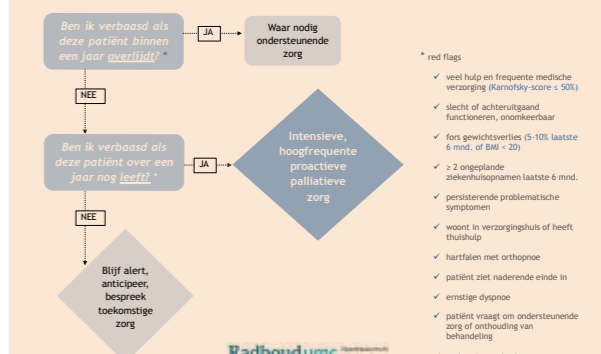 Ben ik verbaasd als
deze patiënt binnen
een jaar overlijdt? *
JA
Waar nodig
ondersteunende
zorg
NEE
Ben ik verbaasd als
deze patiënt over een
jaar nog leeft? *
JA
Intensieve,
hoogfrequente
proactieve
palliatieve
zorg
NEE
Blijf alert,
anticipeer,
bespreek
toekomstige
zorg
* red flags
✓ veel hulp en frequente medische
verzorging (Karnofsky-score ≤ 50%)
✓ slecht of achteruitgaand
functioneren, onomkeerbaar
✓ fors gewichtsverlies (5-10% laatste
6 mnd. of BMI < 20)
✓ ≥ 2 ongeplande
ziekenhuisopnamen laatste 6 mnd.
✓ persisterende problematische
symptomen
✓ woont in verzorgingshuis of heeft
thuishulp
✓ hartfalen met orthopnoe
✓ patiënt ziet naderende einde in
✓ ernstige dyspnoe
✓ patiënt vraagt om ondersteunende
zorg of onthouding van
behandeling
Radboudumc